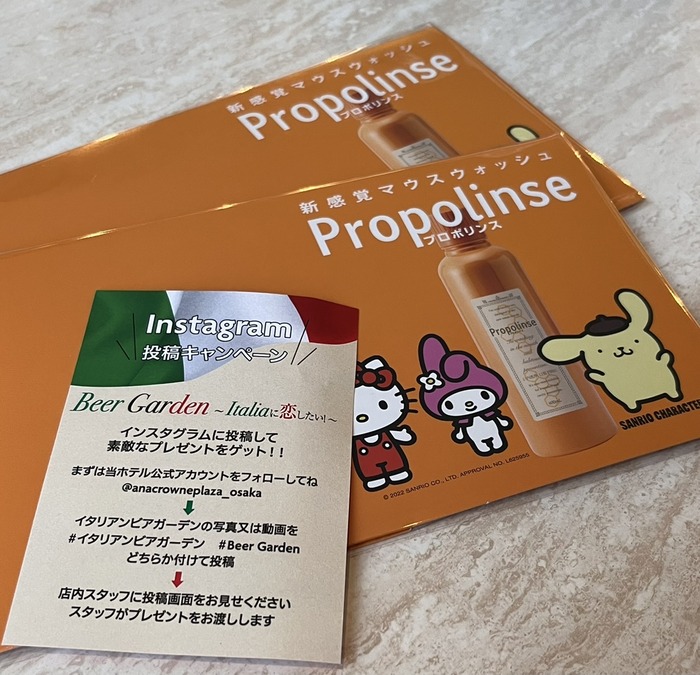 新感覚マウスウォッシュ
Propolinse
プロポリンス
新感覚マウスウォッシュ
Propolinse
プロポリンス
Propolinse
SANRIO CHARACTER
© 2022 SANRIO CO., LTD. APPROVAL NO. L625955
Instagram
投稿キャンペーン
Beer Garden ~Italiaに恋したい!~
インスタグラムに投稿して
素敵なプレゼントをゲット!!
まずは当ホテル公式アカウントをフォローしてね
@anacrowneplaza_osaka
イタリアンビアガーデンの写真又は動画を
#イタリアンビアガーデン #Beer Garden
どちらか付けて投稿
店内スタッフに投稿画面をお見せください
スタッフがプレゼントをお渡しします